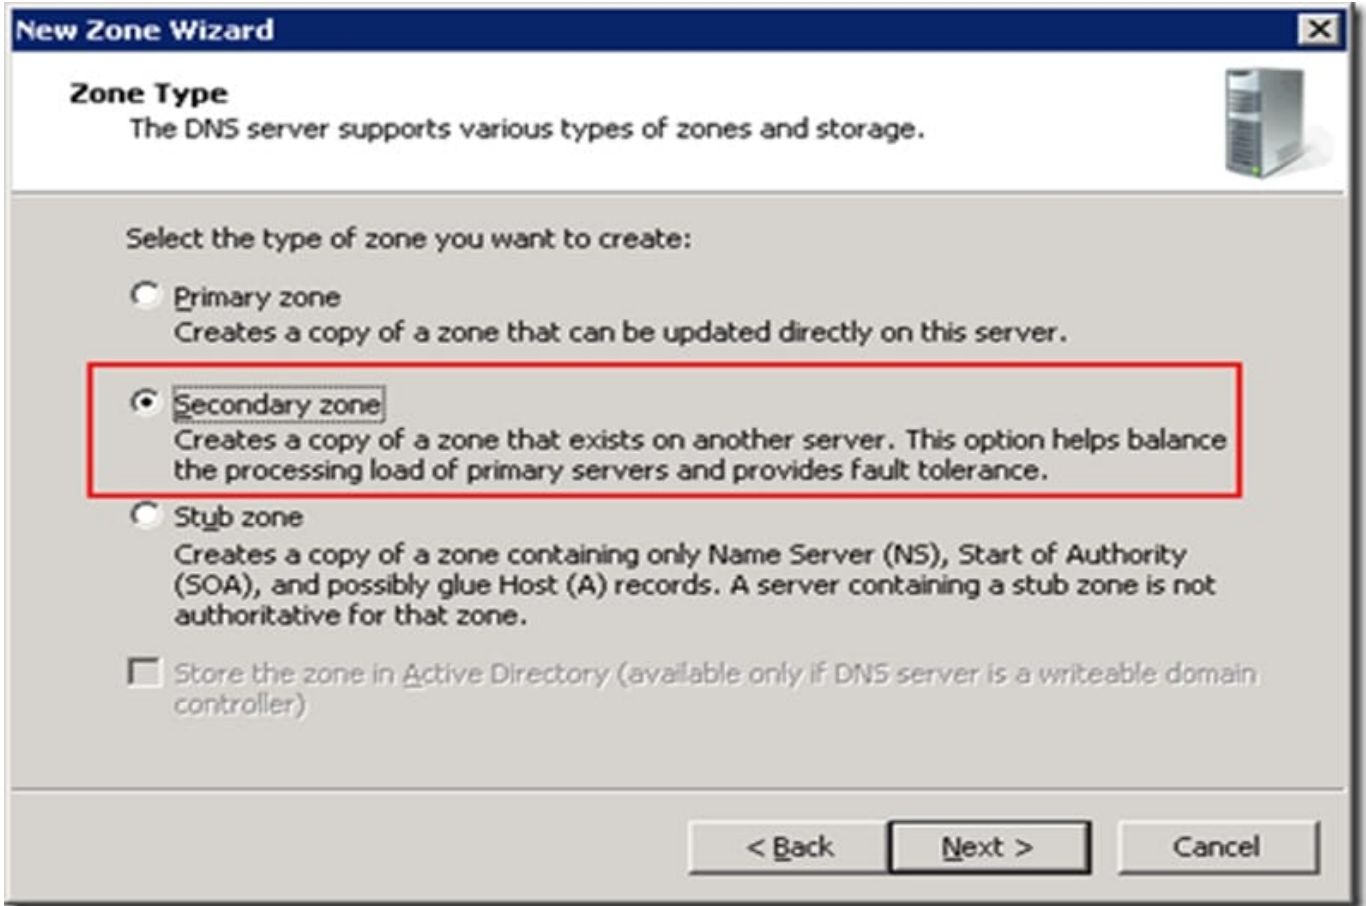 New Zone Wizard
Zone Type
The DNS server supports various types of zones and storage.
Select the type of zone you want to create:
Primary zone
Creates a copy of a zone that can be updated directly on this server.
Secondary zone
Creates a copy of a zone that exists on another server. This option helps balance
the processing load of primary servers and provides fault tolerance.
Stub zone
Creates a copy of a zone containing only Name Server (NS), Start of Authority
(SOA), and possibly glue Host (A) records. A server containing a stub zone is not
authoritative for that zone.
Store the zone in Active Directory (available only if DNS server is a writeable domain
controller)
< Back Next > Cancel